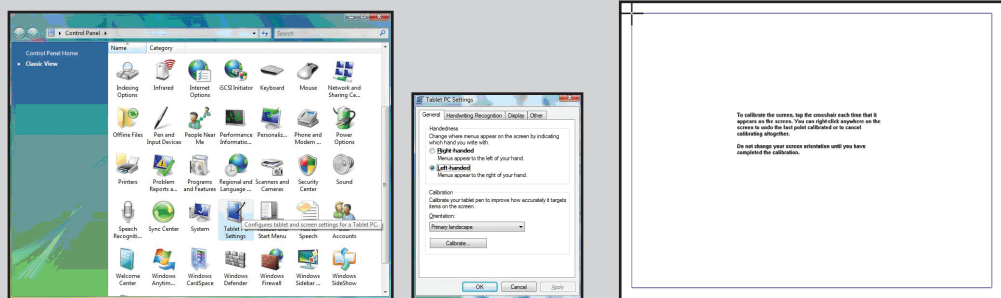 Control Panel
Search
Control Panel Home
Classic View
Name
Category
Indexing Options
Infrared
Internet Options
iSCSI Initiator
Keyboard
Mouse
Network and Sharing Ce...
Offline Files
Pen and Input Devices
People Near Me
Performance Informatio...
Personaliz...
Phone and Modem ...
Power Options
Printers
Problem Reports a...
Programs and Features
Regional and Language ...
Scanners and Cameras
Security Center
Sound
Speech Recogniti...
Sync Center
System
Tablet P
Settings
Configures tablet and screen settings for a Tablet PC.
Start Menu
Speech
Accounts
Welcome Center
Windows Anytim...
Windows CardSpace
Windows Defender
Windows Firewall
Windows Sidebar ...
Windows SideShow
Tablet PC Settings
General
Handwriting Recognition
Display
Other
Handedness
Change where menus appear on the screen by indicating
which hand you write with.
Right-handed
Menus appear to the left of your hand.
Left-handed
Menus appear to the right of your hand.
Calibration
Calibrate your tablet pen to improve how accurately it targets
items on the screen.
Orientation:
Primary landscape
Calibrate...
OK
Cancel
Apply
To calibrate the screen, tap the crosshair each time that it
appears on the screen. You can right-click anywhere on the
screen to undo the last point calibrated or to cancel
calibrating altogether.
Do not change your screen orientation until you have
completed the calibration.